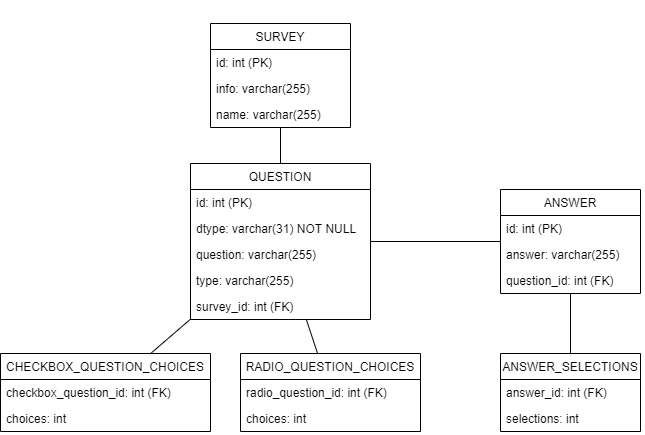 SURVEY
id: int (PK)
info: varchar(255)
name: varchar(255)
QUESTION
id: int (PK)
dtype: varchar(31) NOT NULL
question: varchar(255)
type: varchar(255)
survey_id: int (FK)
ANSWER
id: int (PK)
answer: varchar(255)
question_id: int (FK)
CHECKBOX_QUESTION_CHOICES
checkbox_question_id: int (FK)
choices: int
RADIO_QUESTION_CHOICES
radio_question_id: int (FK)
choices: int
ANSWER_SELECTIONS
answer_id: int (FK)
selections: int